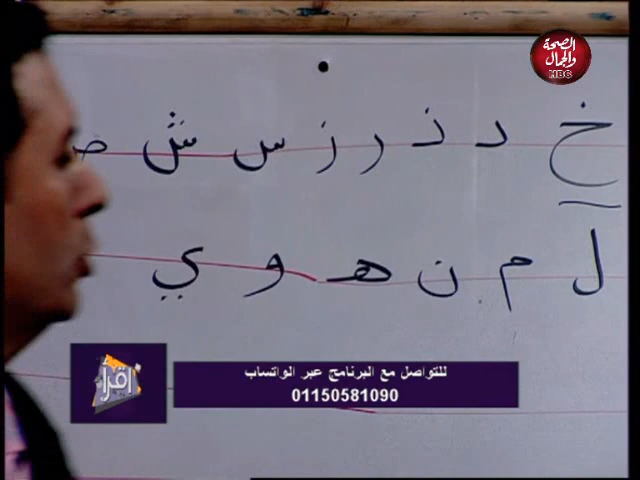 الصحة
والجمال
HBC
خ د ذ ر ز س ش ص
ل م ن هـ و ي
اقرأ
للتواصل مع البرنامج عبر الواتساب
01150581090